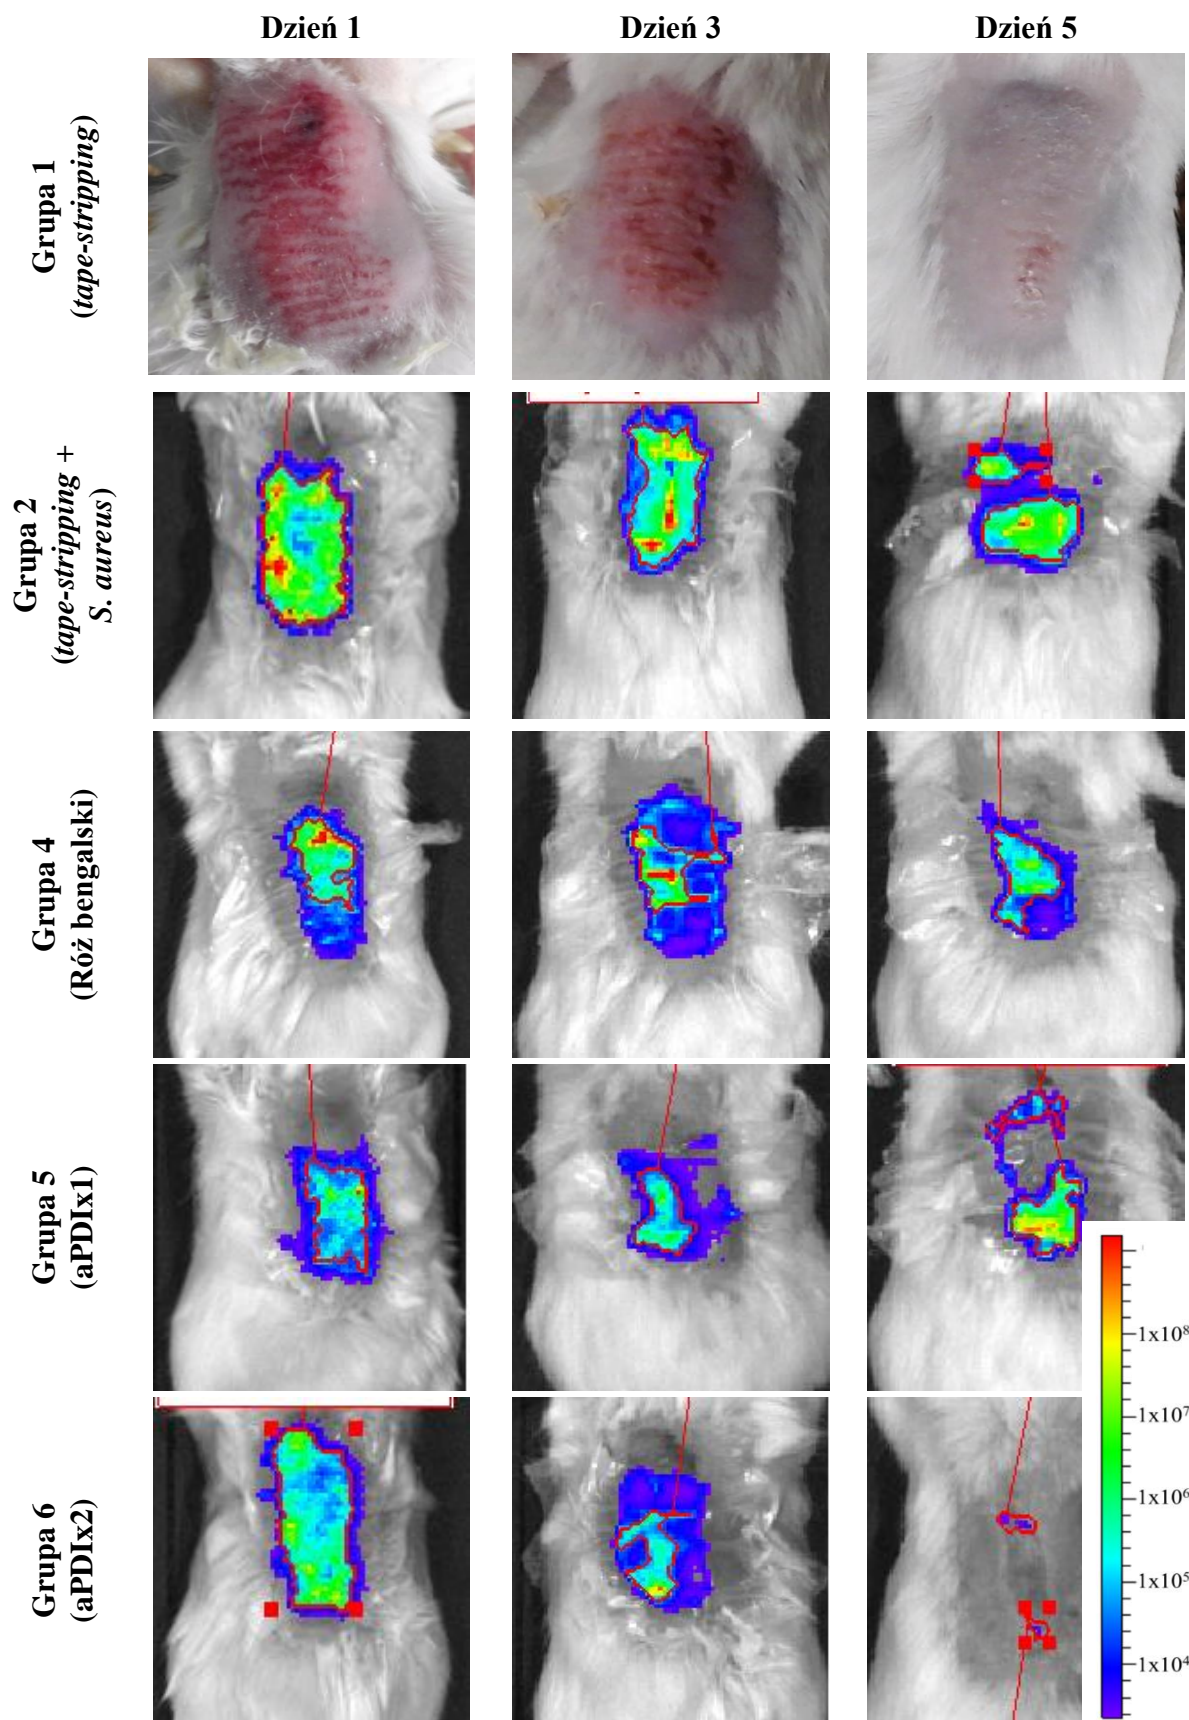 Dzień 1
Dzień 3
Dzień 5
Grupa 1
(tape-stripping)
Grupa 2
(tape-stripping +
S. aureus)
Grupa 4
(Róż bengalski)
Grupa 5
(aPDIx1)
Grupa 6
(aPDIx2)
1x10⁸
1x10⁷
1x10⁶
1x10⁵
1x10⁴